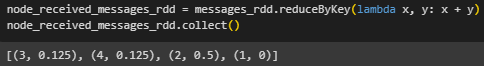 node_received_messages_rdd = messages_rdd.reduceByKey(lambda x, y: x + y)
node_received_messages_rdd.collect()
[(3, 0.125), (4, 0.125), (2, 0.5), (1, 0)]